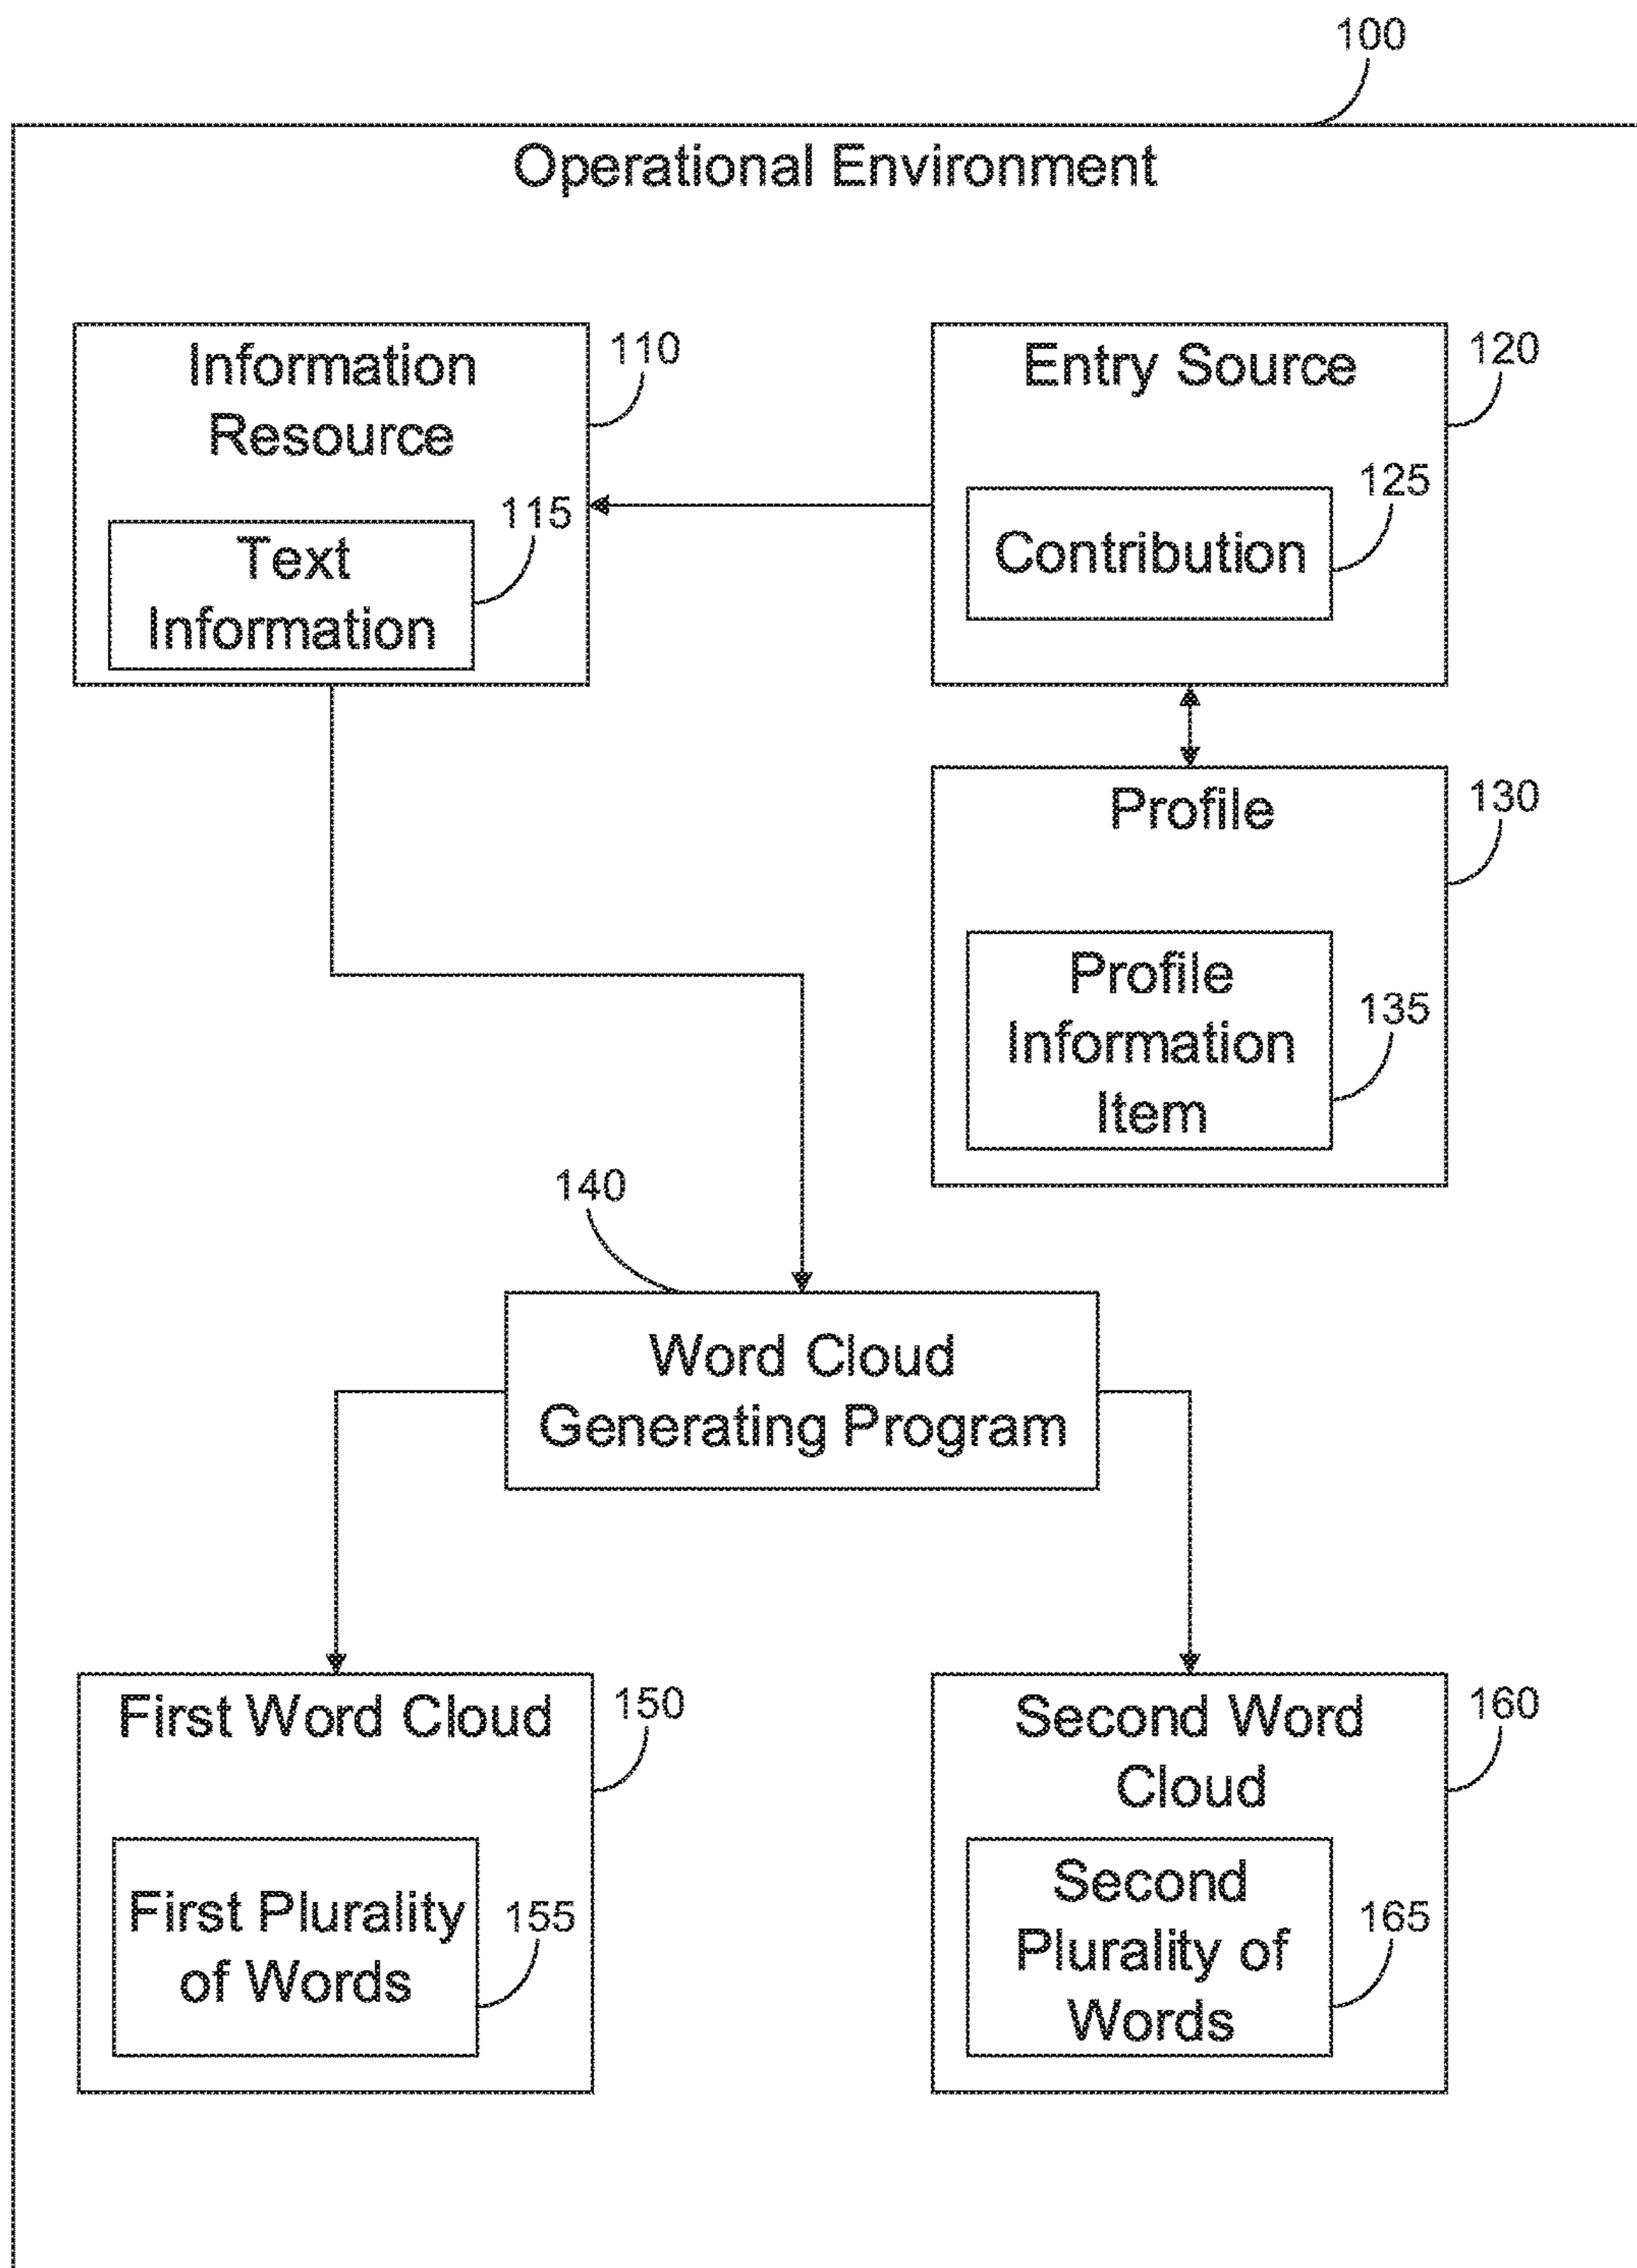 100
Operational Environment
Information
Resource
110
Text
Information
115
Entry Source
120
Contribution
125
Profile
130
Profile
Information
Item
135
140
Word Cloud
Generating Program
First Word Cloud
150
First Plurality
of Words
155
Second Word
Cloud
160
Second
Plurality of
Words
165